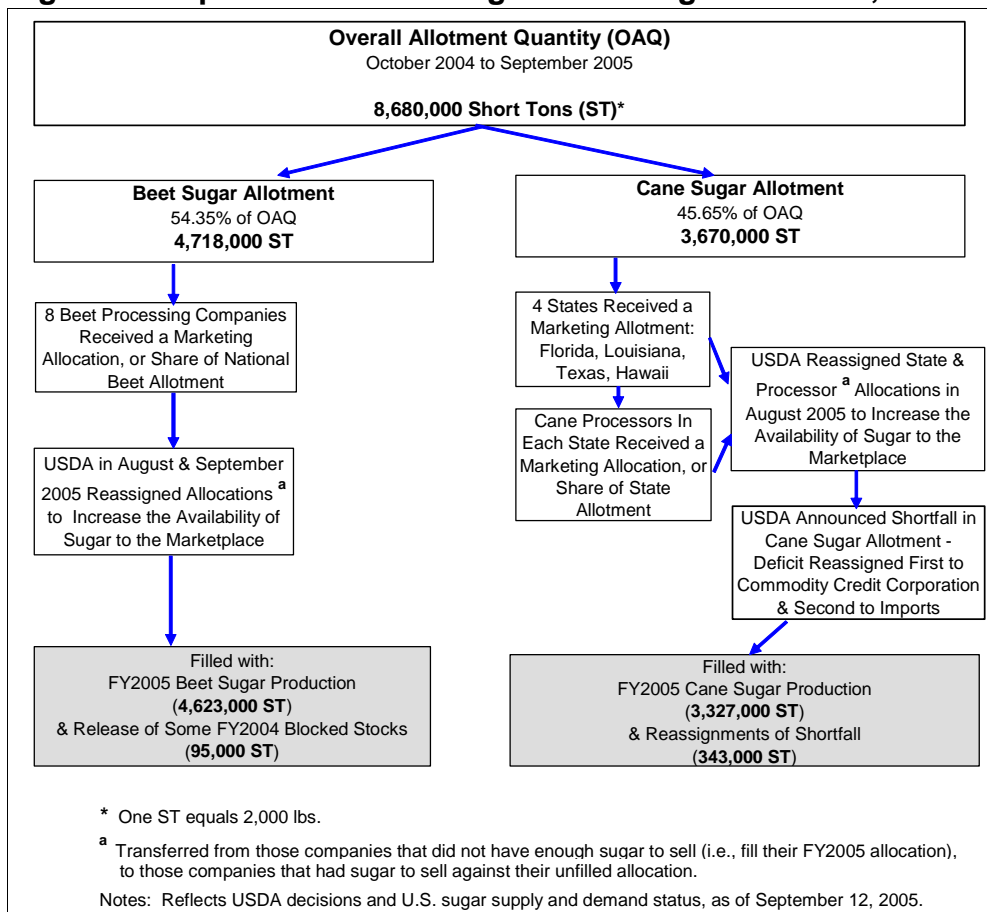 Overall Allotment Quantity (OAQ)
October 2004 to September 2005
8,680,000 Short Tons (ST)*
Beet Sugar Allotment
54.35% of OAQ
4,718,000 ST
Cane Sugar Allotment
45.65% of OAQ
3,670,000 ST
8 Beet Processing Companies
Received a Marketing
Allocation, or Share of National
Beet Allotment
4 States Received a
Marketing Allotment:
Florida, Louisiana,
Texas, Hawaii
USDA Reassigned State &
Processor a Allocations in
August 2005 to Increase the
Availability of Sugar to the
Marketplace
Cane Processors In
Each State Received a
Marketing Allocation, or
Share of State
Allotment
USDA in August & September
2005 Reassigned Allocations a
to Increase the Availability of
Sugar to the Marketplace
USDA Announced Shortfall in
Cane Sugar Allotment -
Deficit Reassigned First to
Commodity Credit Corporation
& Second to Imports
Filled with:
FY2005 Beet Sugar Production
(4,623,000 ST)
& Release of Some FY2004 Blocked Stocks
(95,000 ST)
Filled with:
FY2005 Cane Sugar Production
(3,327,000 ST)
& Reassignments of Shortfall
(343,000 ST)
* One ST equals 2,000 lbs.
a Transferred from those companies that did not have enough sugar to sell (i.e., fill their FY2005 allocation),
to those companies that had sugar to sell against their unfilled allocation.
Notes: Reflects USDA decisions and U.S. sugar supply and demand status, as of September 12, 2005.